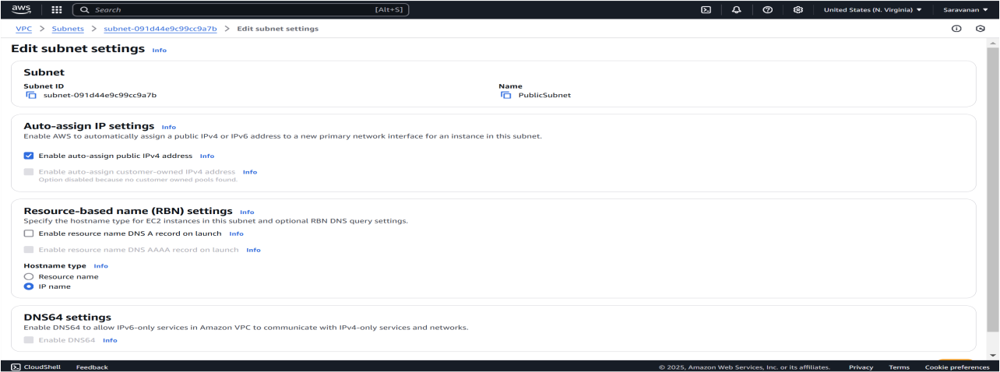 aws
Search
[Alt+S]
United States (N. Virginia)
Saravanan
VPC > Subnets > subnet-091d44e9c99cc9a7b > Edit subnet settings
Edit subnet settings Info
Subnet
Subnet ID
subnet-091d44e9c99cc9a7b
Name
PublicSubnet
Auto-assign IP settings Info
Enable AWS to automatically assign a public IPv4 or IPv6 address to a new primary network interface for an instance in this subnet.
Enable auto-assign public IPv4 address Info
Enable auto-assign customer-owned IPv4 address Info
Option disabled because no customer owned pools found.
Resource-based name (RBN) settings Info
Specify the hostname type for EC2 instances in this subnet and optional RBN DNS query settings.
Enable resource name DNS A record on launch Info
Enable resource name DNS AAAA record on launch Info
Hostname type Info
Resource name
IP name
DNS64 settings
Enable DNS64 to allow IPv6-only services in Amazon VPC to communicate with IPv4-only services and networks.
Enable DNS64 Info
CloudShell Feedback © 2025, Amazon Web Services, Inc. or its affiliates. Privacy Terms Cookie preferences